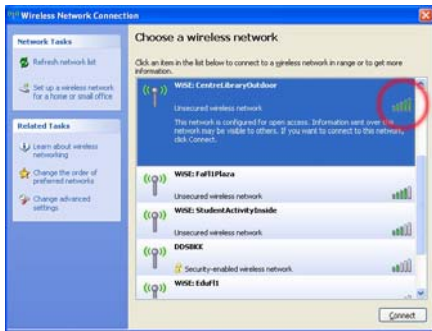 Wireless Network Connection
Network Tasks
Refresh network list
Set up a wireless network
for a home or small office
Related Tasks
Learn about wireless
networking
Change the order of
preferred networks
Change advanced
settings
Choose a wireless network
Click an item in the list below to connect to a wireless network in range or to get more
information.
WiSE: CentreLibraryOutdoor
Unsecured wireless network
This network is configured for open access. Information sent over this
network may be visible to others. If you want to connect to this network,
click Connect.
WiSE: FaFl1Plaza
Unsecured wireless network
WiSE: StudentActivityInside
Unsecured wireless network
DDSBKK
Security-enabled wireless network
WiSE: EduFl1
Connect